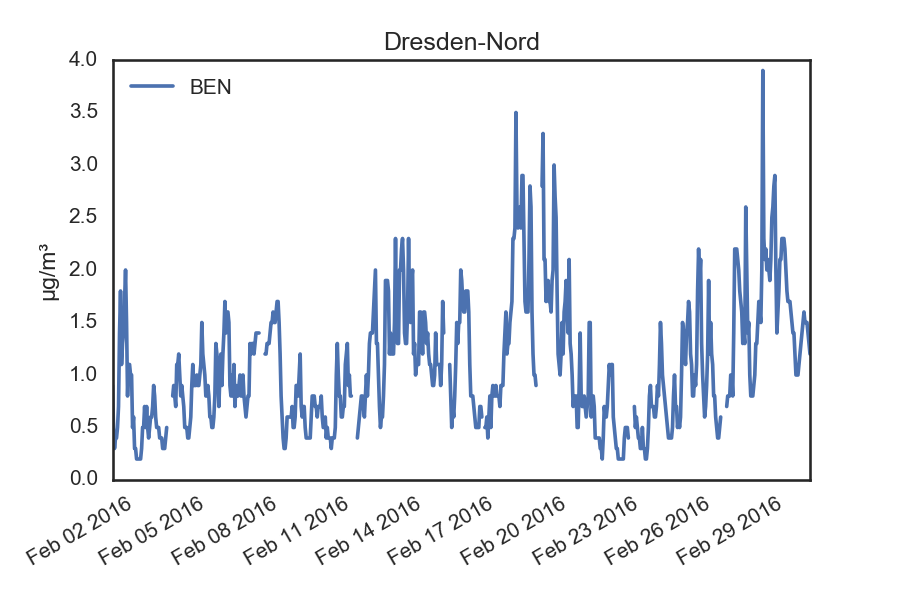 Dresden-Nord
µg/m³
BEN
4.0
3.5
3.0
2.5
2.0
1.5
1.0
0.5
0.0
Feb 02 2016
Feb 05 2016
Feb 08 2016
Feb 11 2016
Feb 14 2016
Feb 17 2016
Feb 20 2016
Feb 23 2016
Feb 26 2016
Feb 29 2016